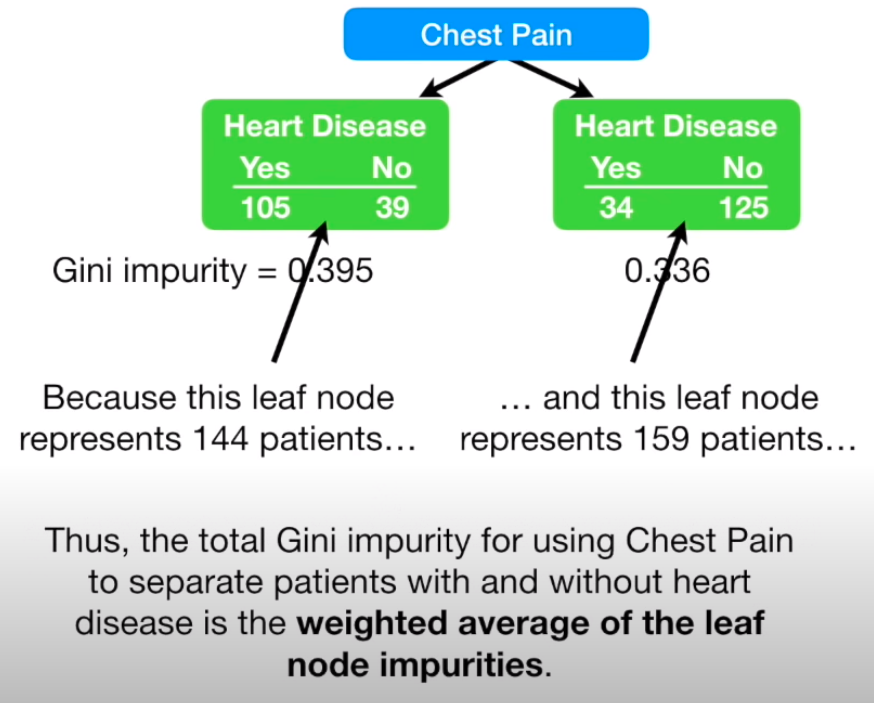 Chest Pain
Heart Disease
Yes No
105 39
Heart Disease
Yes No
34 125
Gini impurity = 0.395
0.336
Because this leaf node
represents 144 patients…
… and this leaf node
represents 159 patients…
Thus, the total Gini impurity for using Chest Pain
to separate patients with and without heart
disease is the weighted average of the leaf
node impurities.